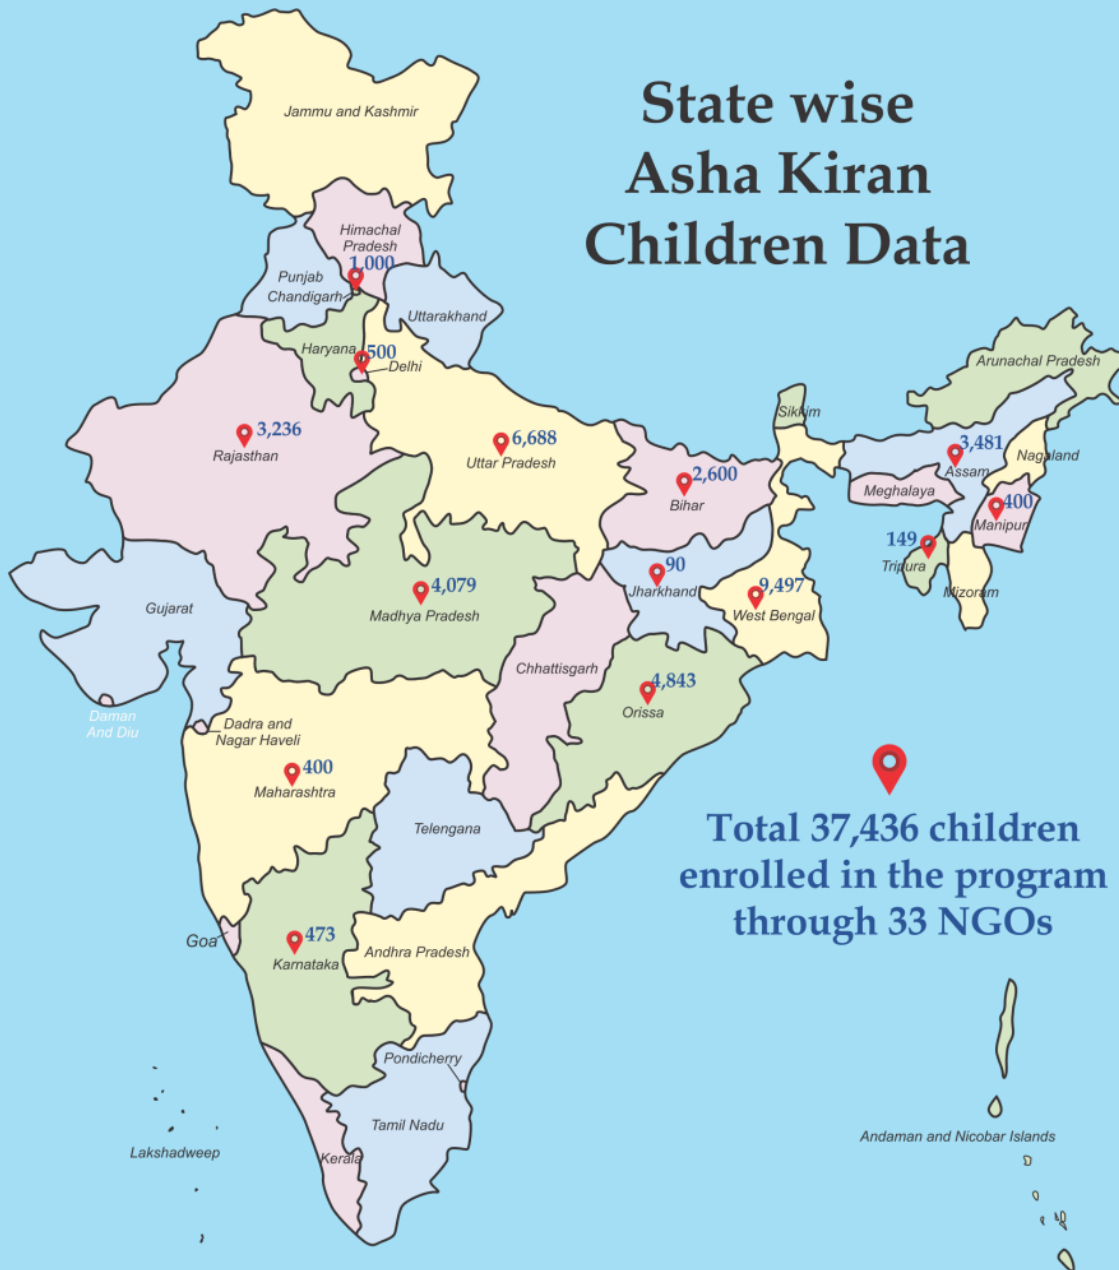 State wise
Asha Kiran
Children Data
Jammu and Kashmir
Himachal
Pradesh
1,000
Punjab
Chandigarh
Uttarakhand
Haryana
500
Delhi
Arunachal Pradesh
Sikkim
3,236
Rajasthan
6,688
Uttar Pradesh
3,481
Assam
Nagaland
2,600
Bihar
Meghalaya
400
Manipur
149
Tripura
90
Jharkhand
4,079
Madhya Pradesh
9,497
West Bengal
Mizoram
Gujarat
Chhattisgarh
4,843
Orissa
Daman
And Diu
Dadra and
Nagar Haveli
400
Maharashtra
Telengana
Total 37,436 children
enrolled in the program
through 33 NGOs
Goa
473
Karnataka
Andhra Pradesh
Pondicherry
Tamil Nadu
Andaman and Nicobar Islands
Lakshadweep
Kerala